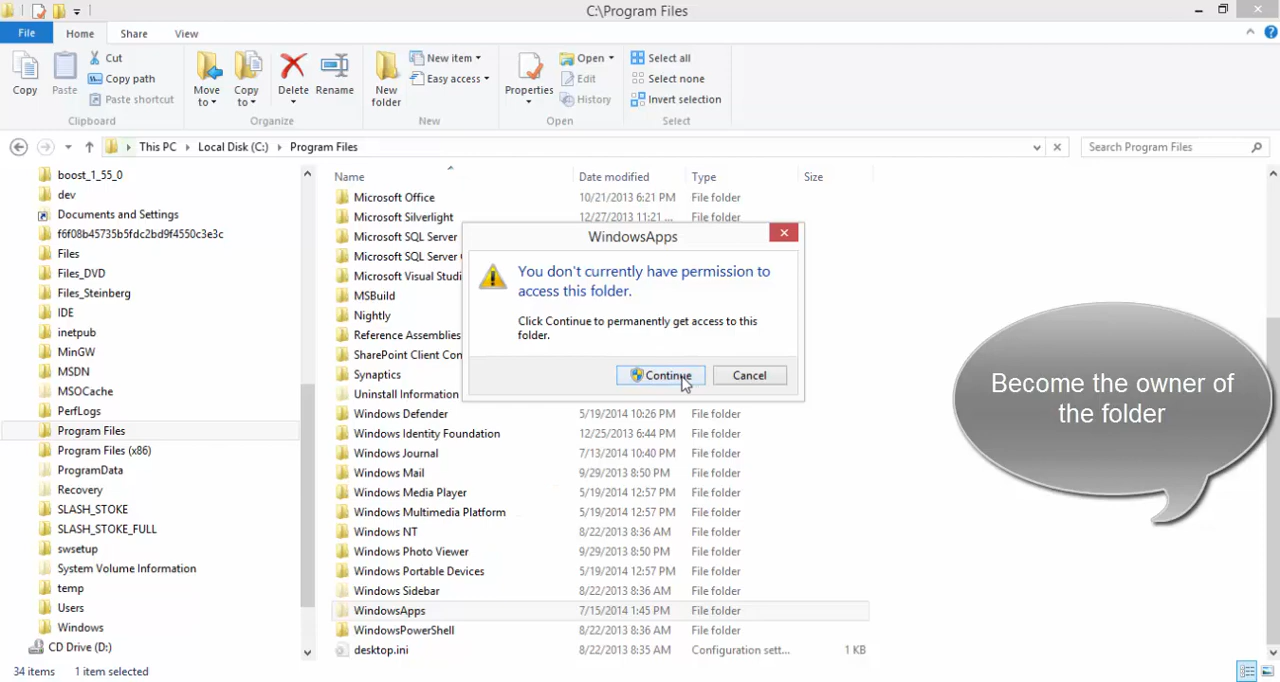 C:\Program Files
File Home Share View
Copy
Paste
Cut
Copy path
Paste shortcut
Clipboard
Move to
Copy to
Delete
Rename
Organize
New folder
New item
Easy access
New
Properties
Open
Edit
History
Open
Select all
Select none
Invert selection
Select
This PC Local Disk (C:) Program Files
Search Program Files
boost_1_55_0
dev
Documents and Settings
f6f08b45735b5fdc2bd9f4550c3e3c
Files
Files_DVD
Files_Steinberg
IDE
inetpub
MinGW
MSDN
MSOCache
PerfLogs
Program Files
Program Files (x86)
ProgramData
Recovery
SLASH_STOKE
SLASH_STOKE_FULL
swsetup
System Volume Information
temp
Users
Windows
CD Drive (D:)
Name Date modified Type Size
Microsoft Office 10/21/2013 6:21 PM File folder
Microsoft Silverlight 12/27/2013 11:21 ... File folder
Microsoft SQL Server
Microsoft SQL Server
Microsoft Visual Studi
MSBuild
Nightly
Reference Assemblies
SharePoint Client Con
Synaptics
Uninstall Information
Windows Defender 5/19/2014 10:26 PM File folder
Windows Identity Foundation 12/25/2013 6:44 PM File folder
Windows Journal 7/13/2014 10:40 PM File folder
Windows Mail 9/29/2013 8:50 PM File folder
Windows Media Player 5/19/2014 12:57 PM File folder
Windows Multimedia Platform 5/19/2014 12:57 PM File folder
Windows NT 8/22/2013 8:36 AM File folder
Windows Photo Viewer 9/29/2013 8:50 PM File folder
Windows Portable Devices 5/19/2014 12:57 PM File folder
Windows Sidebar 8/22/2013 8:36 AM File folder
WindowsApps 7/15/2014 1:45 PM File folder
WindowsPowerShell 8/22/2013 8:36 AM File folder
desktop.ini 8/22/2013 8:35 AM Configuration sett... 1 KB
WindowsApps
You don't currently have permission to
access this folder.
Click Continue to permanently get access to this
folder.
Continue Cancel
Become the owner of
the folder
34 items 1 item selected